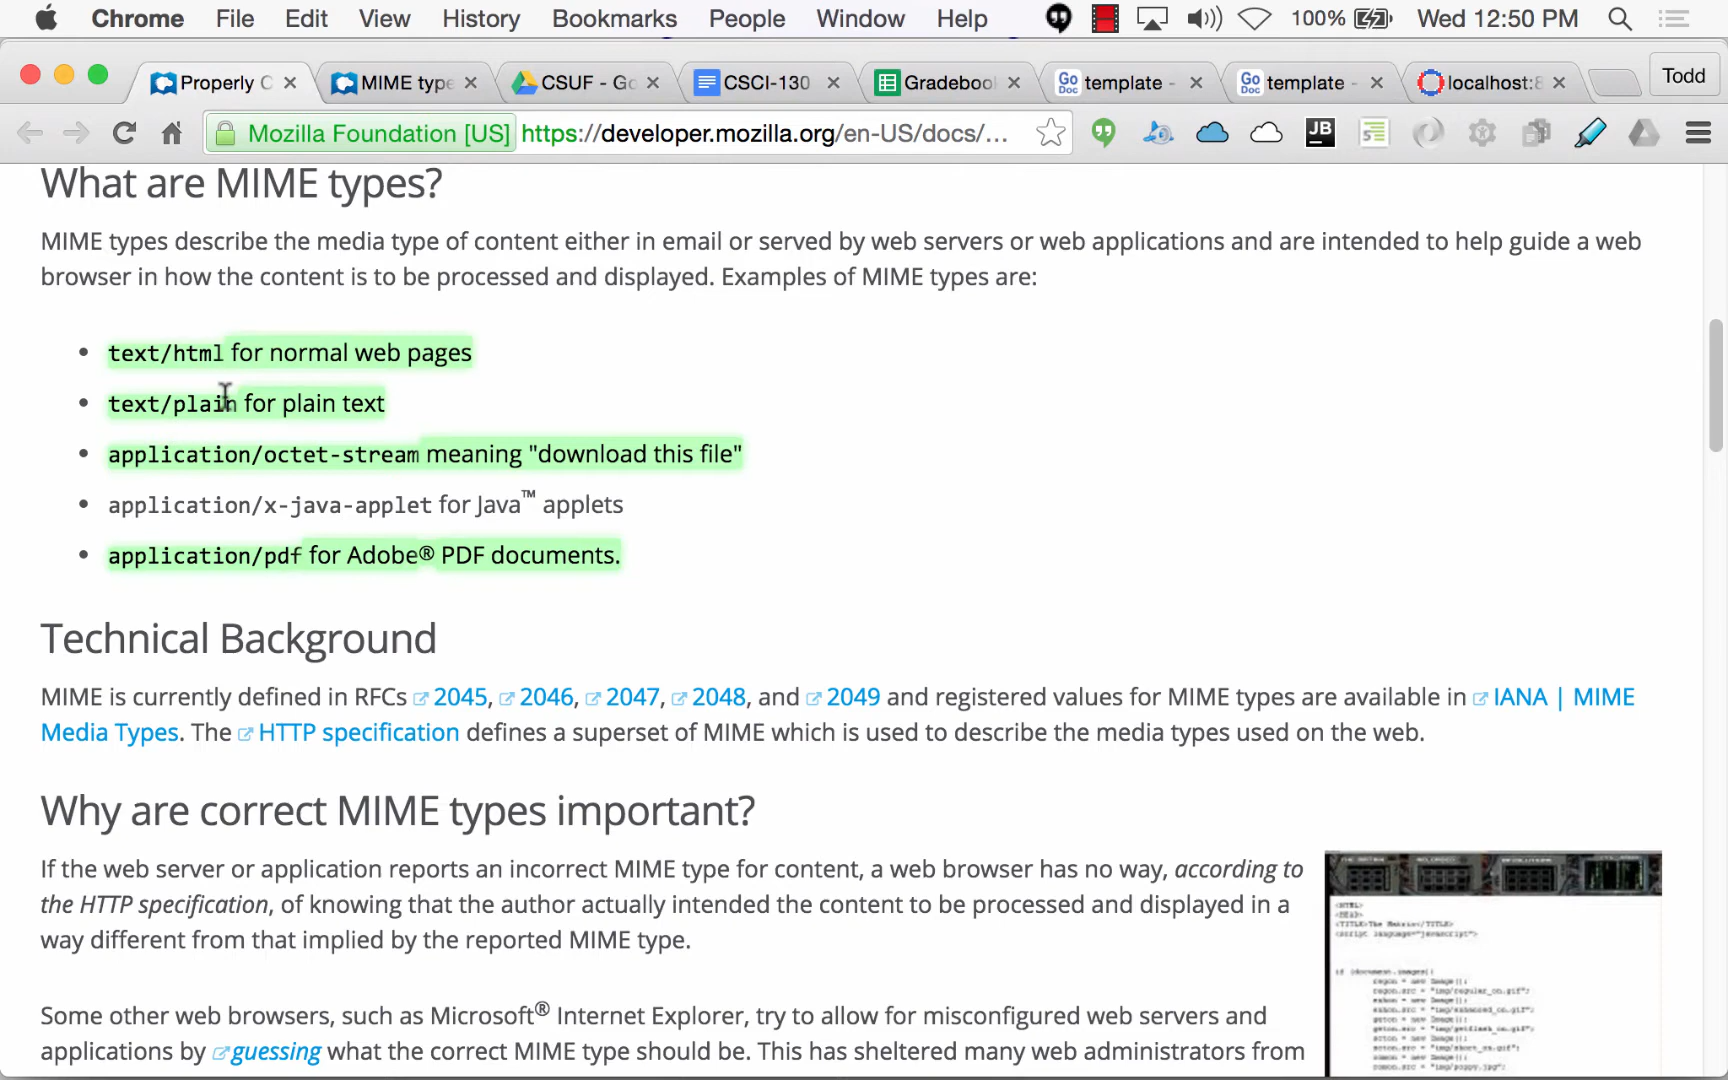 Chrome File Edit View History Bookmarks People Window Help 100% Wed 12:50 PM
Properly C MIME type CSUF - Go CSCI-130 Gradebook Go Doc template - Go Doc template - localhost:8 Todd
Mozilla Foundation [US] https://developer.mozilla.org/en-US/docs/... JB
What are MIME types?
MIME types describe the media type of content either in email or served by web servers or web applications and are intended to help guide a web
browser in how the content is to be processed and displayed. Examples of MIME types are:
• text/html for normal web pages
• text/plain for plain text
• application/octet-stream meaning "download this file"
• application/x-java-applet for Java™ applets
• application/pdf for Adobe® PDF documents.
Technical Background
MIME is currently defined in RFCs 2045, 2046, 2047, 2048, and 2049 and registered values for MIME types are available in IANA | MIME
Media Types. The HTTP specification defines a superset of MIME which is used to describe the media types used on the web.
Why are correct MIME types important?
If the web server or application reports an incorrect MIME type for content, a web browser has no way, according to
the HTTP specification, of knowing that the author actually intended the content to be processed and displayed in a
way different from that implied by the reported MIME type.
Some other web browsers, such as Microsoft® Internet Explorer, try to allow for misconfigured web servers and
applications by guessing what the correct MIME type should be. This has sheltered many web administrators from
<HTML>
<HEAD>